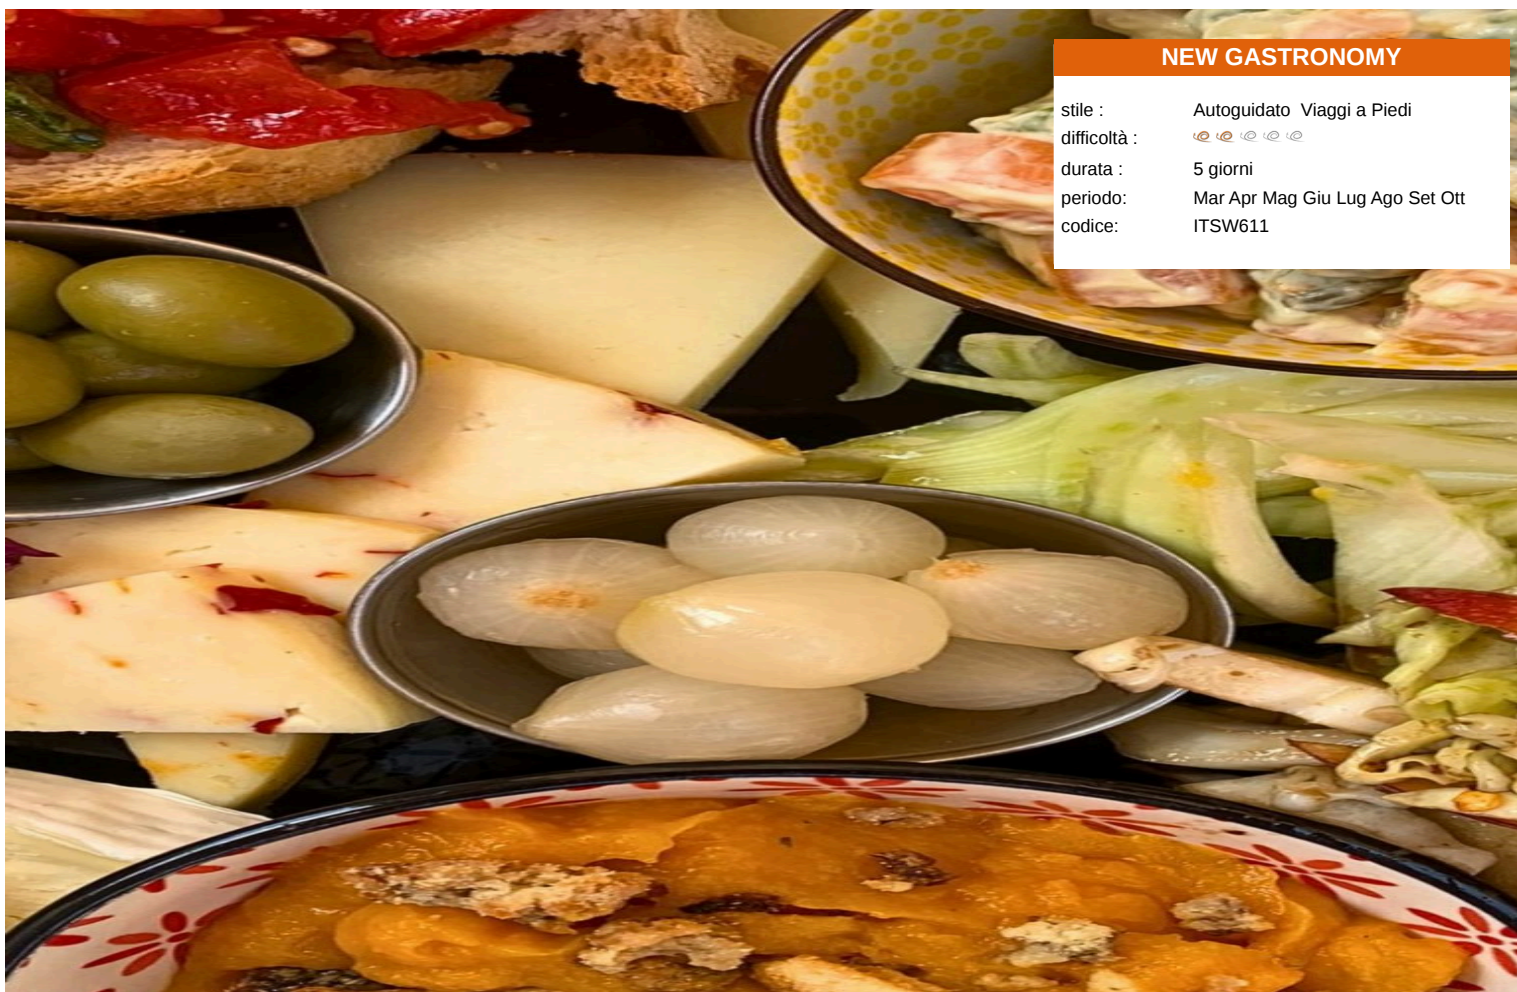 NEW GASTRONOMY
stile : Autoguidato Viaggi a Piedi
difficoltà :
durata : 5 giorni
periodo: Mar Apr Mag Giu Lug Ago Set Ott
codice: ITSW611